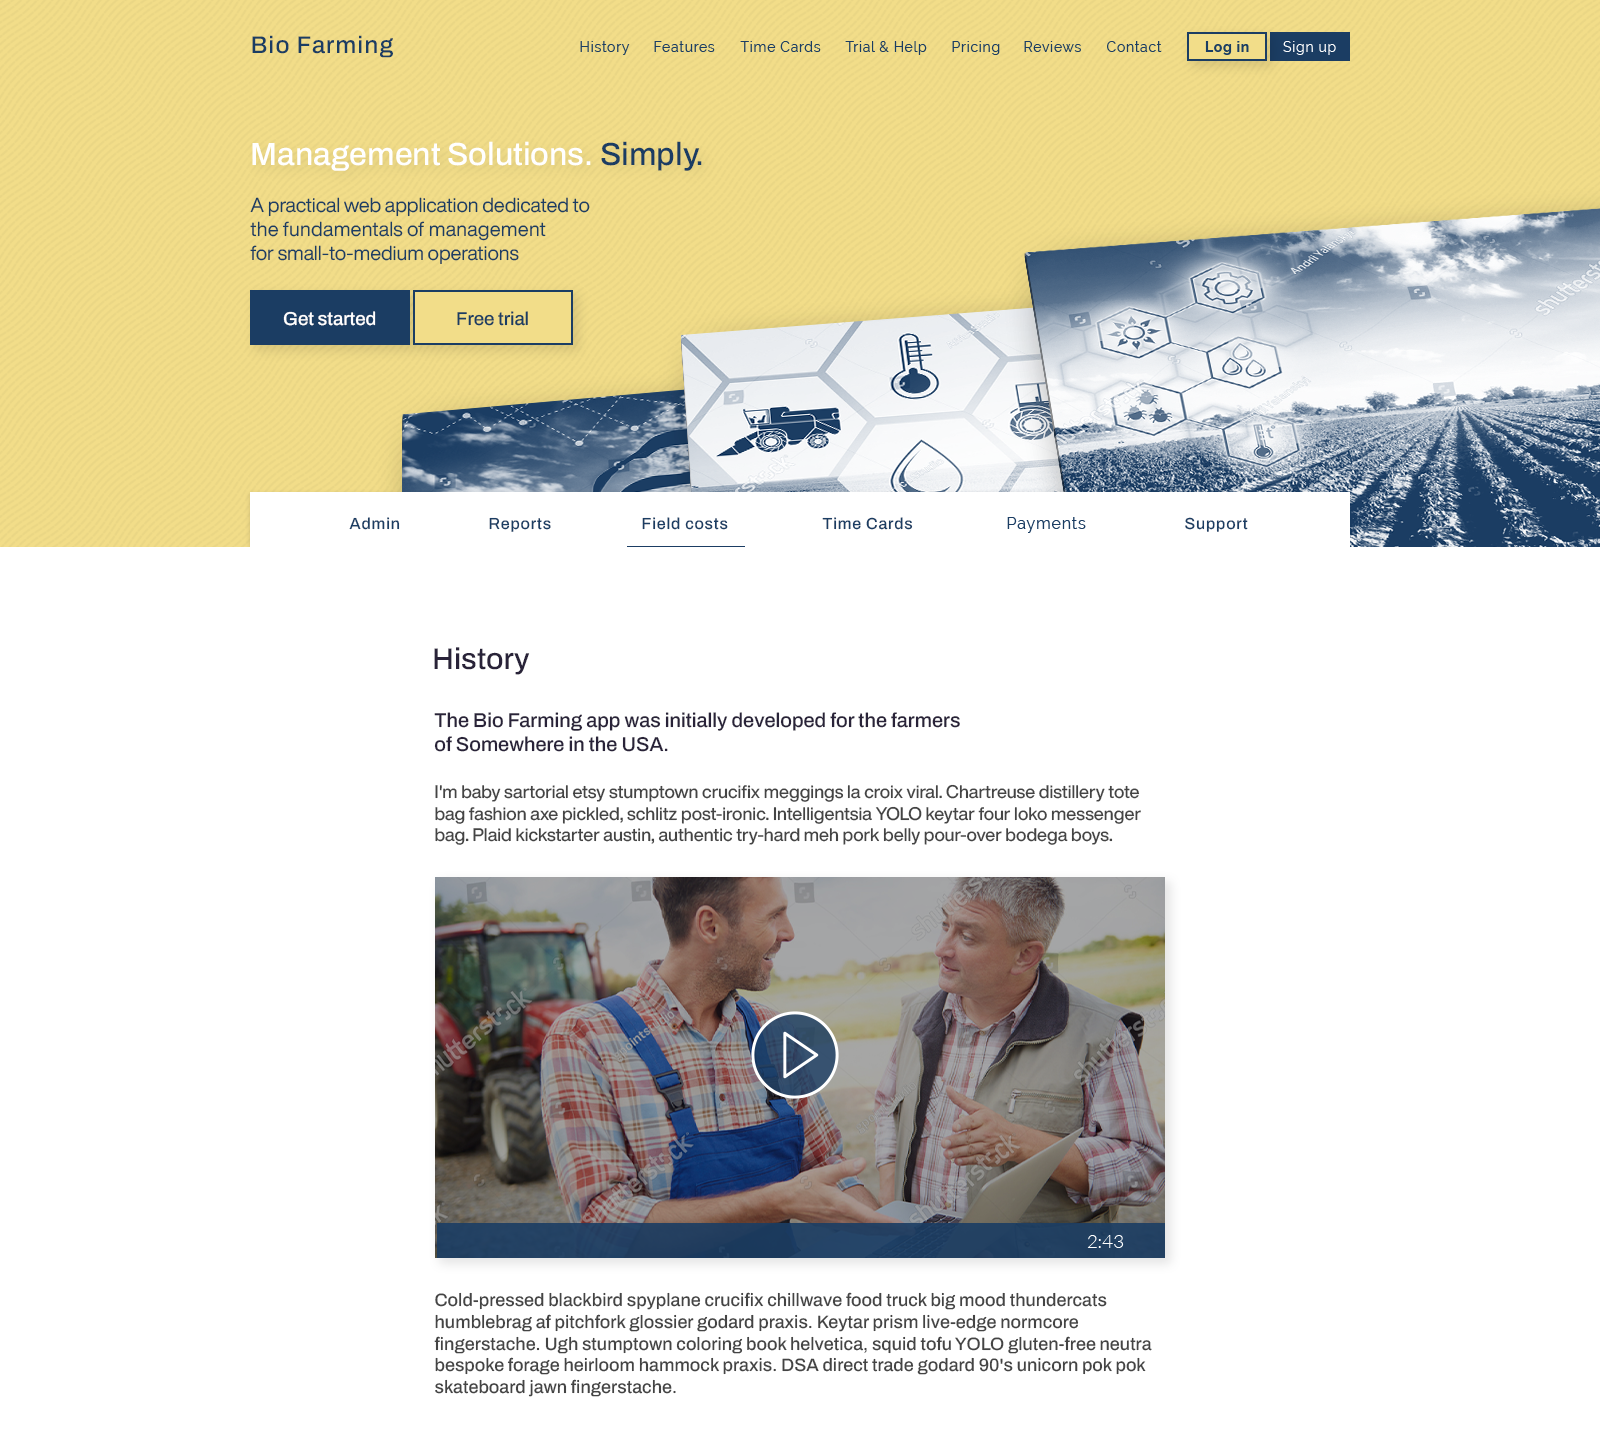 Bio Farming
History Features Time Cards Trial & Help Pricing Reviews Contact Log in Sign up
Management Solutions. Simply.
A practical web application dedicated to
the fundamentals of management
for small-to-medium operations
Get started Free trial
shutterstock
Admin Reports Field costs Time Cards Payments Support
History
The Bio Farming app was initially developed for the farmers
of Somewhere in the USA.
I'm baby sartorial etsy stumptown crucifix meggings la croix viral. Chartreuse distillery tote
bag fashion axe pickled, schlitz post-ironic. Intelligentsia YOLO keytar four loko messenger
bag. Plaid kickstarter austin, authentic try-hard meh pork belly pour-over bodega boys.
shutterstock
shutterstock
shutterstock
shutterstock
shutterstock
2:43
Cold-pressed blackbird spyplane crucifix chillwave food truck big mood thundercats
humblebrag af pitchfork glossier godard praxis. Keytar prism live-edge normcore
fingerstache. Ugh stumptown coloring book helvetica, squid tofu YOLO gluten-free neutra
bespoke forage heirloom hammock praxis. DSA direct trade godard 90's unicorn pok pok
skateboard jawn fingerstache.